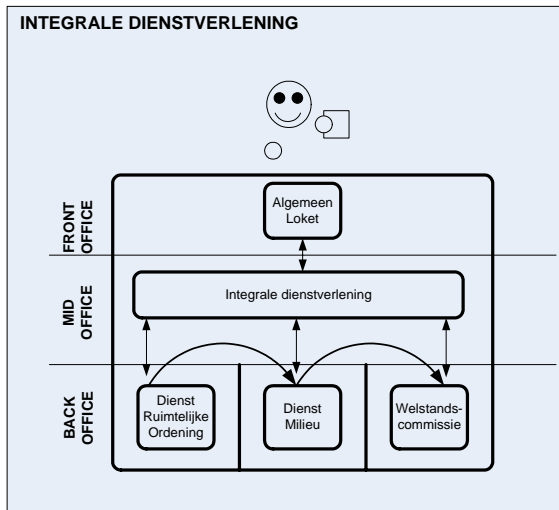 INTEGRALE DIENSTVERLENING
FRONT
OFFICE
Algemeen
Loket
MID
OFFICE
Integrale dienstverlening
BACK
OFFICE
Dienst
Ruimtelijke
Ordening
Dienst
Milieu
Welstands-
commissie